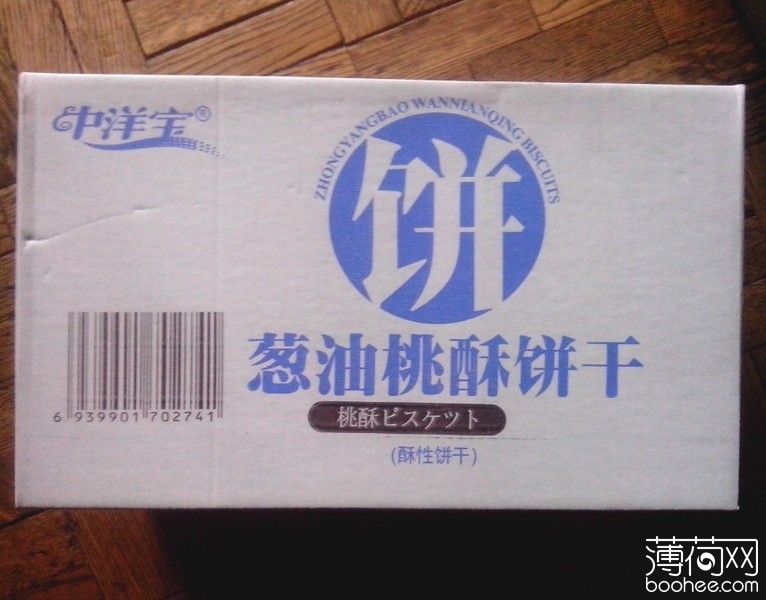 中洋宝®
ZHONGYANGBAO WANNIANQING BISCUITS
饼
葱油桃酥饼干
桃酥ビスケット
(酥性饼干)
6 939901 702741
薄荷网
boohee.com